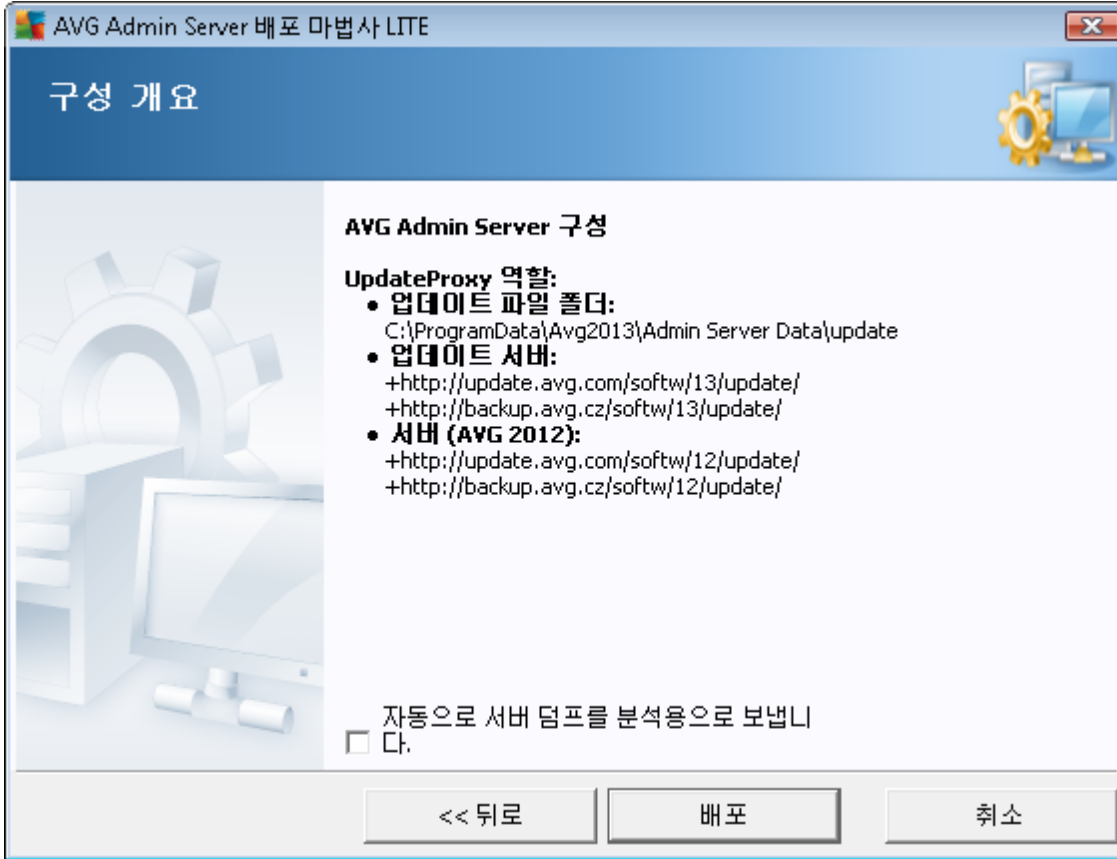 AVG Admin Server 배포 마법사 LITE
구성 개요
AVG Admin Server 구성
UpdateProxy 역할:
• 업데이트 파일 폴더:
C:\ProgramData\Avg2013\Admin Server Data\update
• 업데이트 서버:
+http://update.avg.com/softw/13/update/
+http://backup.avg.cz/softw/13/update/
• 서버 (AVG 2012):
+http://update.avg.com/softw/12/update/
+http://backup.avg.cz/softw/12/update/
자동으로 서버 덤프를 분석용으로 보냅니
다.
<< 뒤로
배포
취소